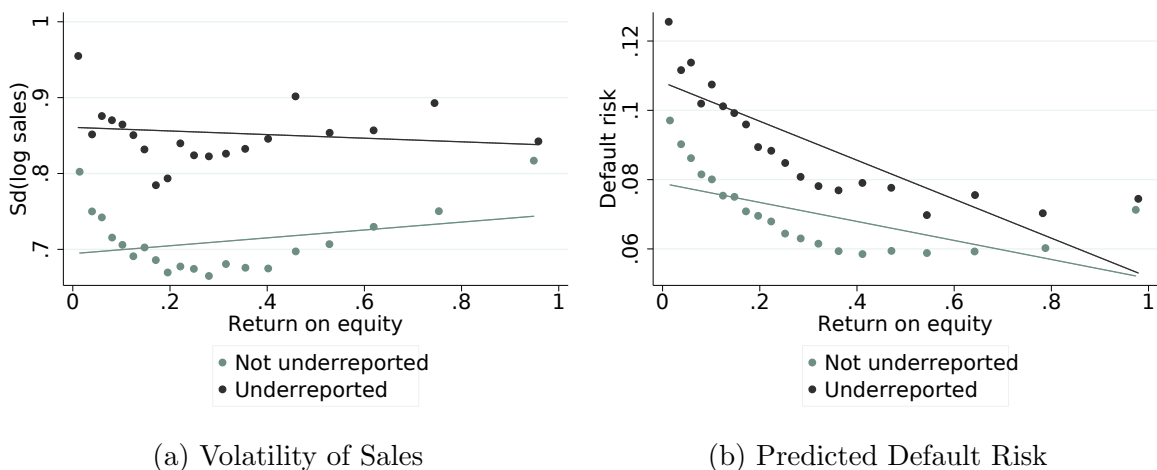 Sd(log sales)
1
.9
.8
.7
0 .2 .4 .6 .8 1
Return on equity
Not underreported
Underreported
(a) Volatility of Sales
Default risk
.12
.1
.08
.06
0 .2 .4 .6 .8 1
Return on equity
Not underreported
Underreported
(b) Predicted Default Risk